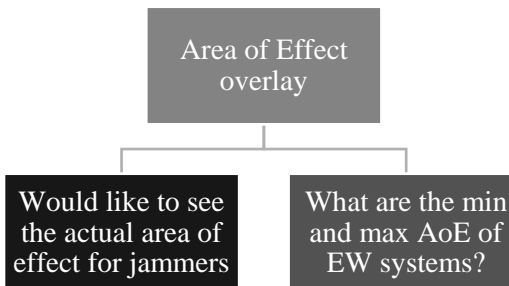 Area of Effect
overlay
Would like to see
the actual area of
effect for jammers
What are the min
and max AoE of
EW systems?